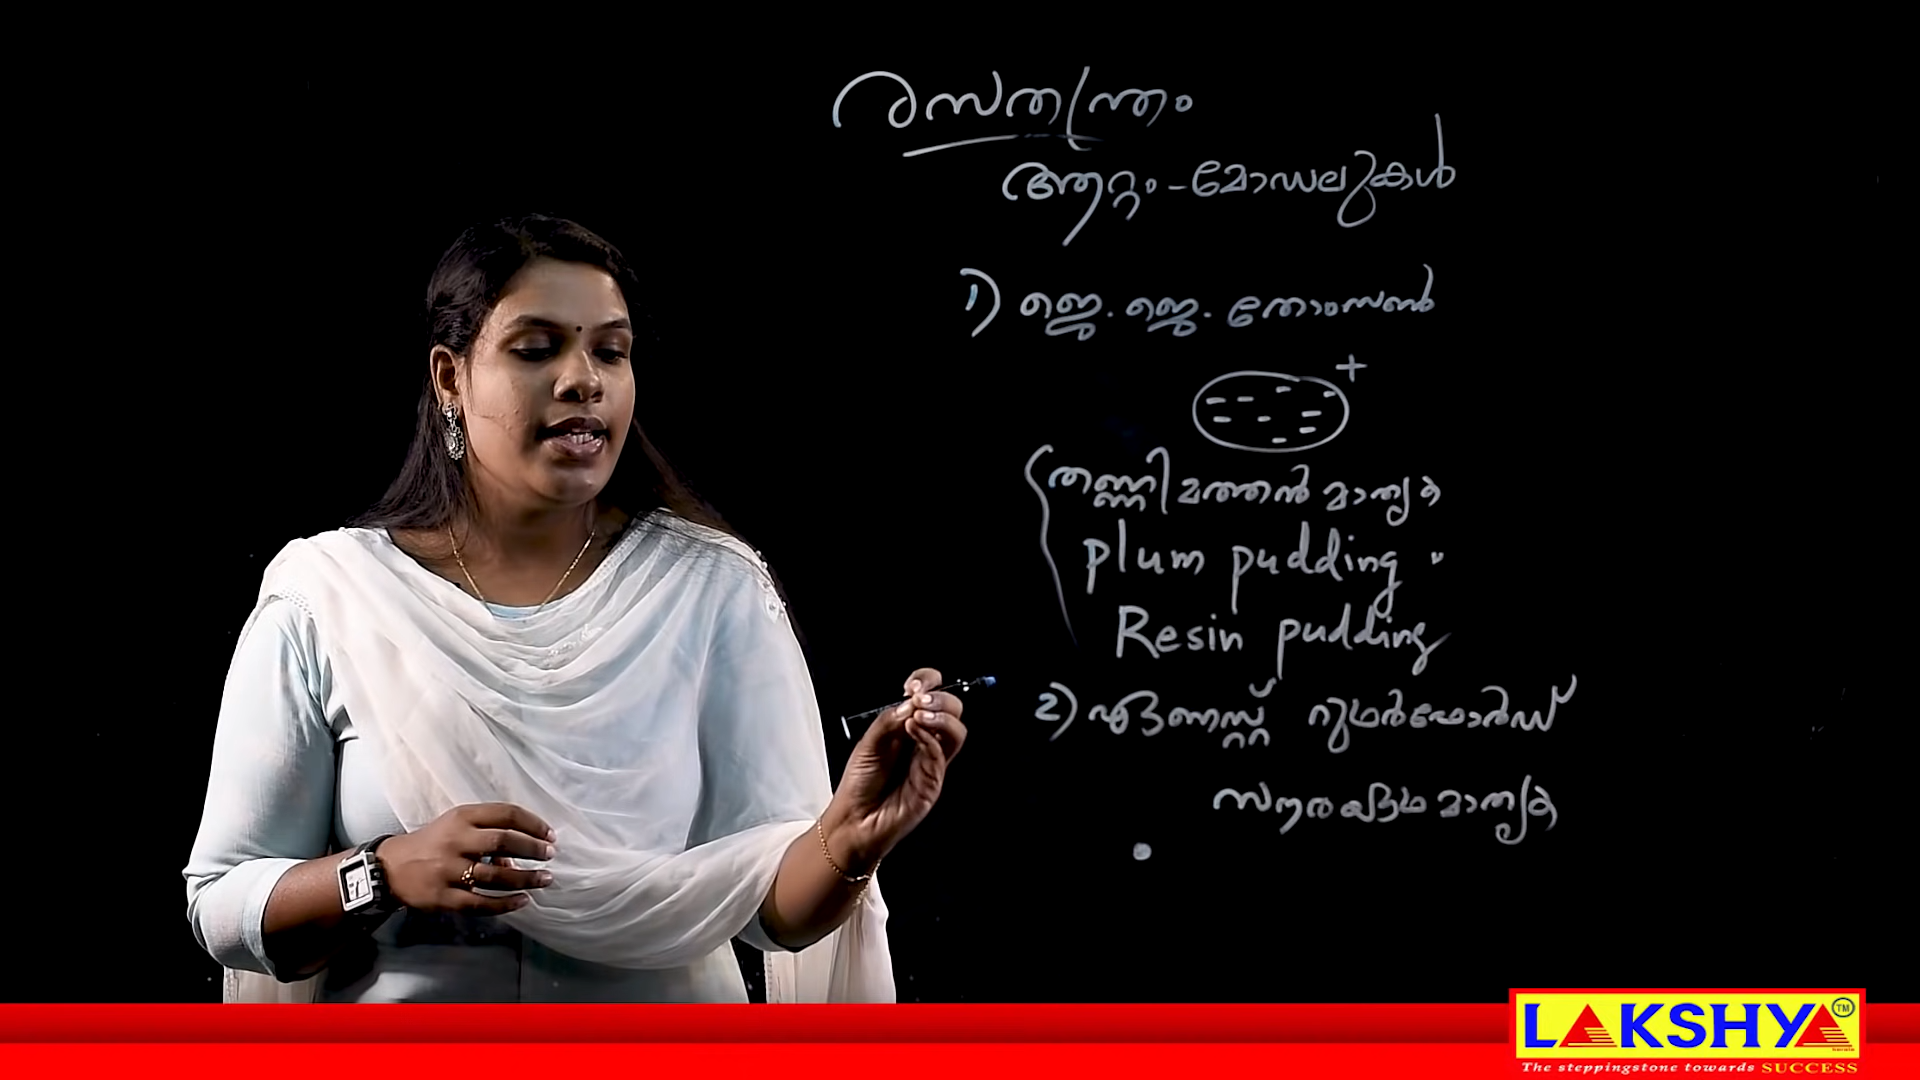 രസതന്ത്രം
ആറ്റം - മോഡലുകൾ
1) ജെ. ജെ. തോംസൺ
+
തണ്ണിമത്തൻ മാതൃക
plum pudding "
Resin pudding
2) ഏണസ്റ്റ് റുഥർഫോർഡ്
സൗരയൂഥ മാതൃക
LAKSHYA TM
The steppingstone towards SUCCESS